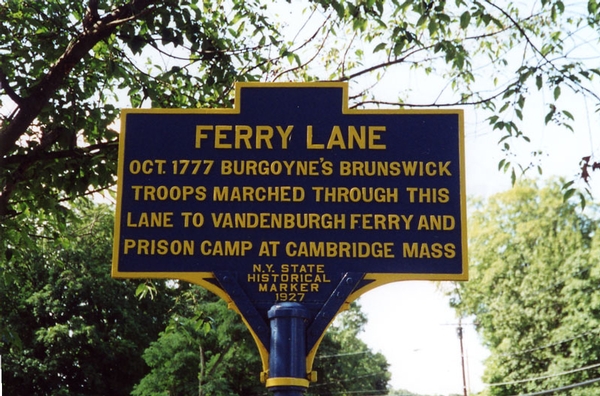 FERRY LANE
OCT. 1777 BURGOYNE'S BRUNSWICK
TROOPS MARCHED THROUGH THIS
LANE TO VANDENBURGH FERRY AND
PRISON CAMP AT CAMBRIDGE MASS
N.Y. STATE
HISTORICAL
MARKER
1927